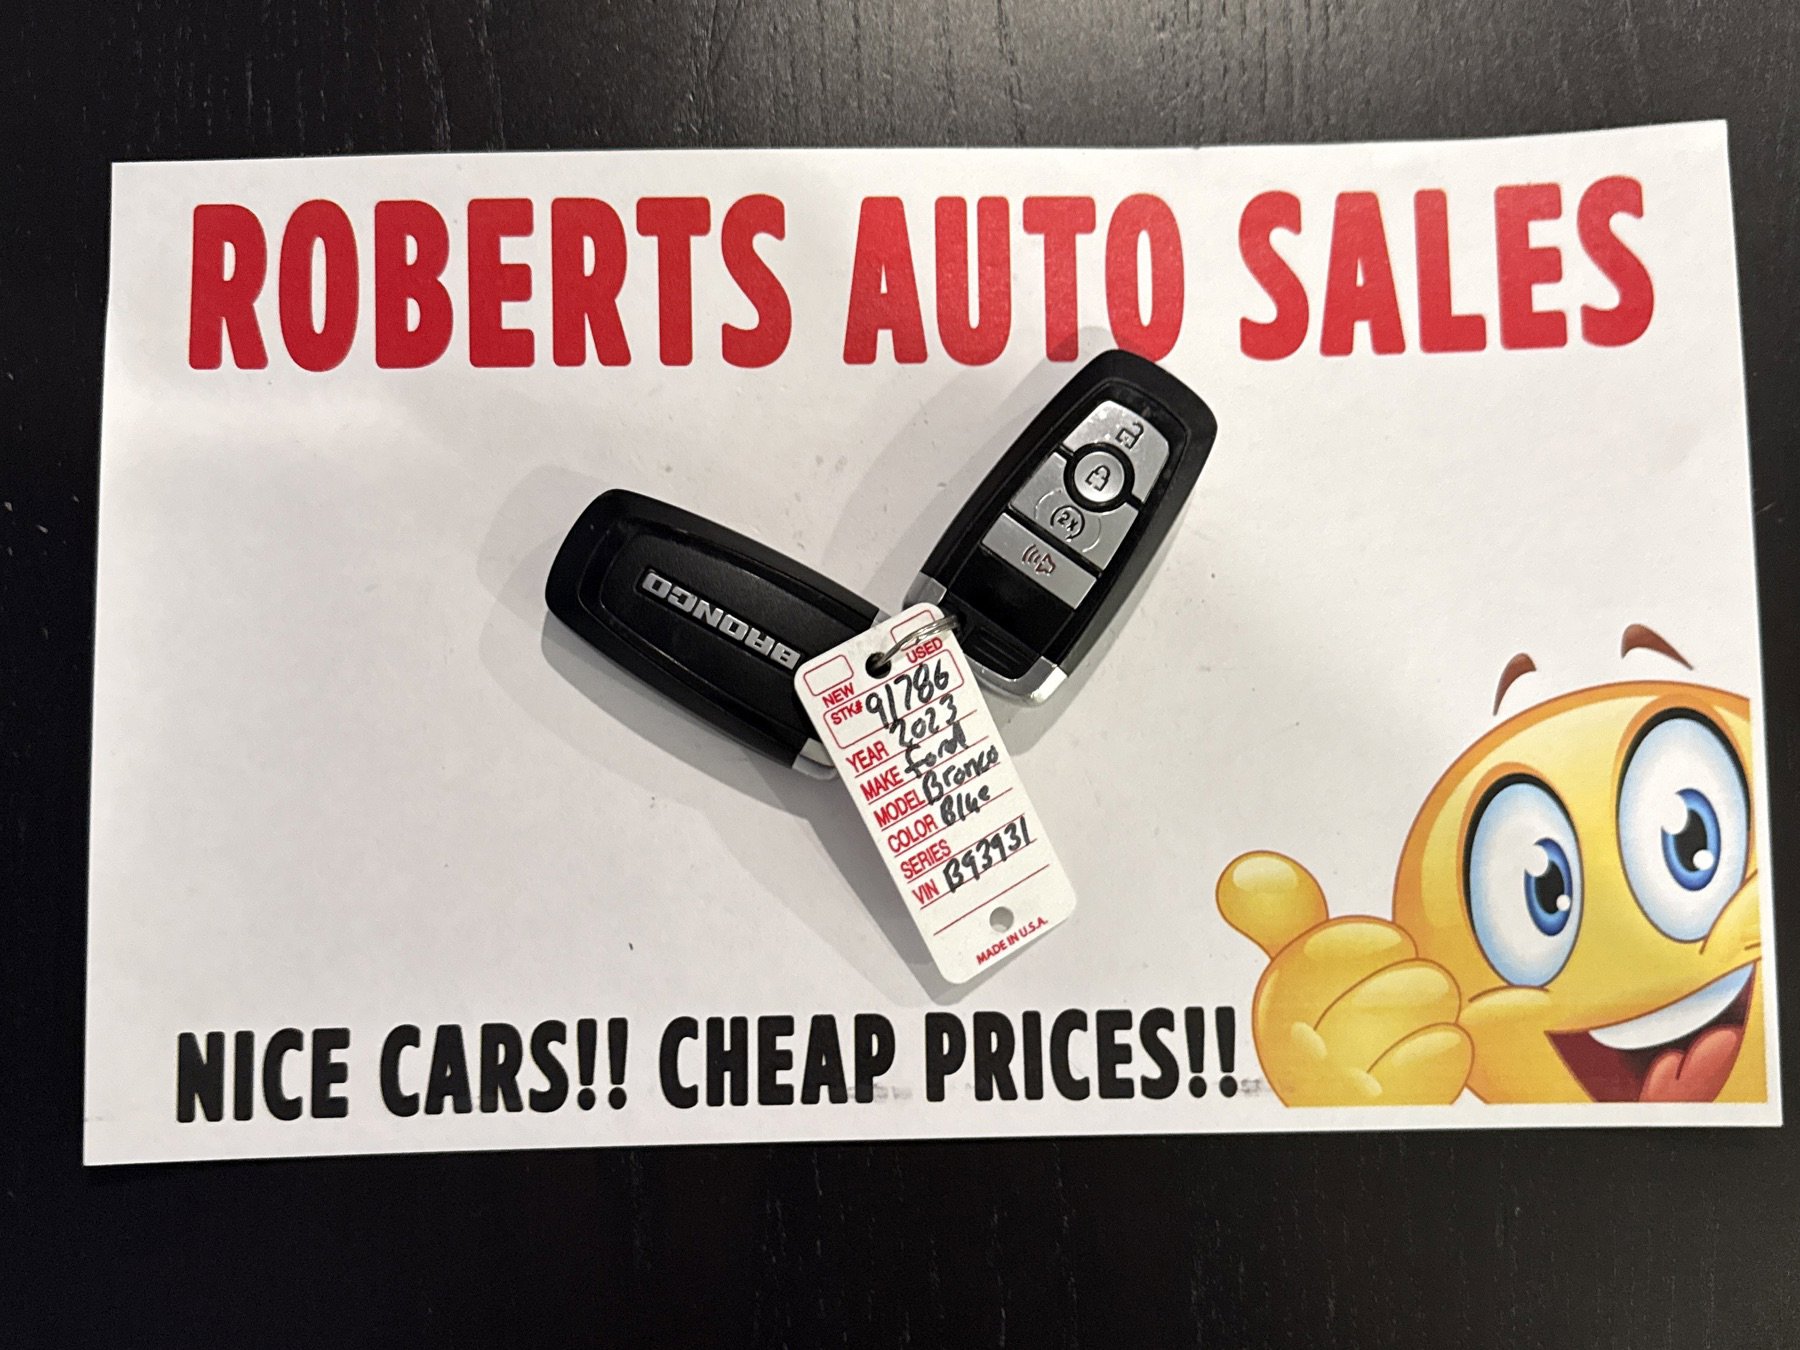 ROBERTS AUTO SALES
2X
BRONCO
NEW USED
STK# 91786
YEAR 2023
MAKE Ford
MODEL Bronco
COLOR Blue
SERIES
VIN B93931
MADE IN U.S.A.
NICE CARS!! CHEAP PRICES!!